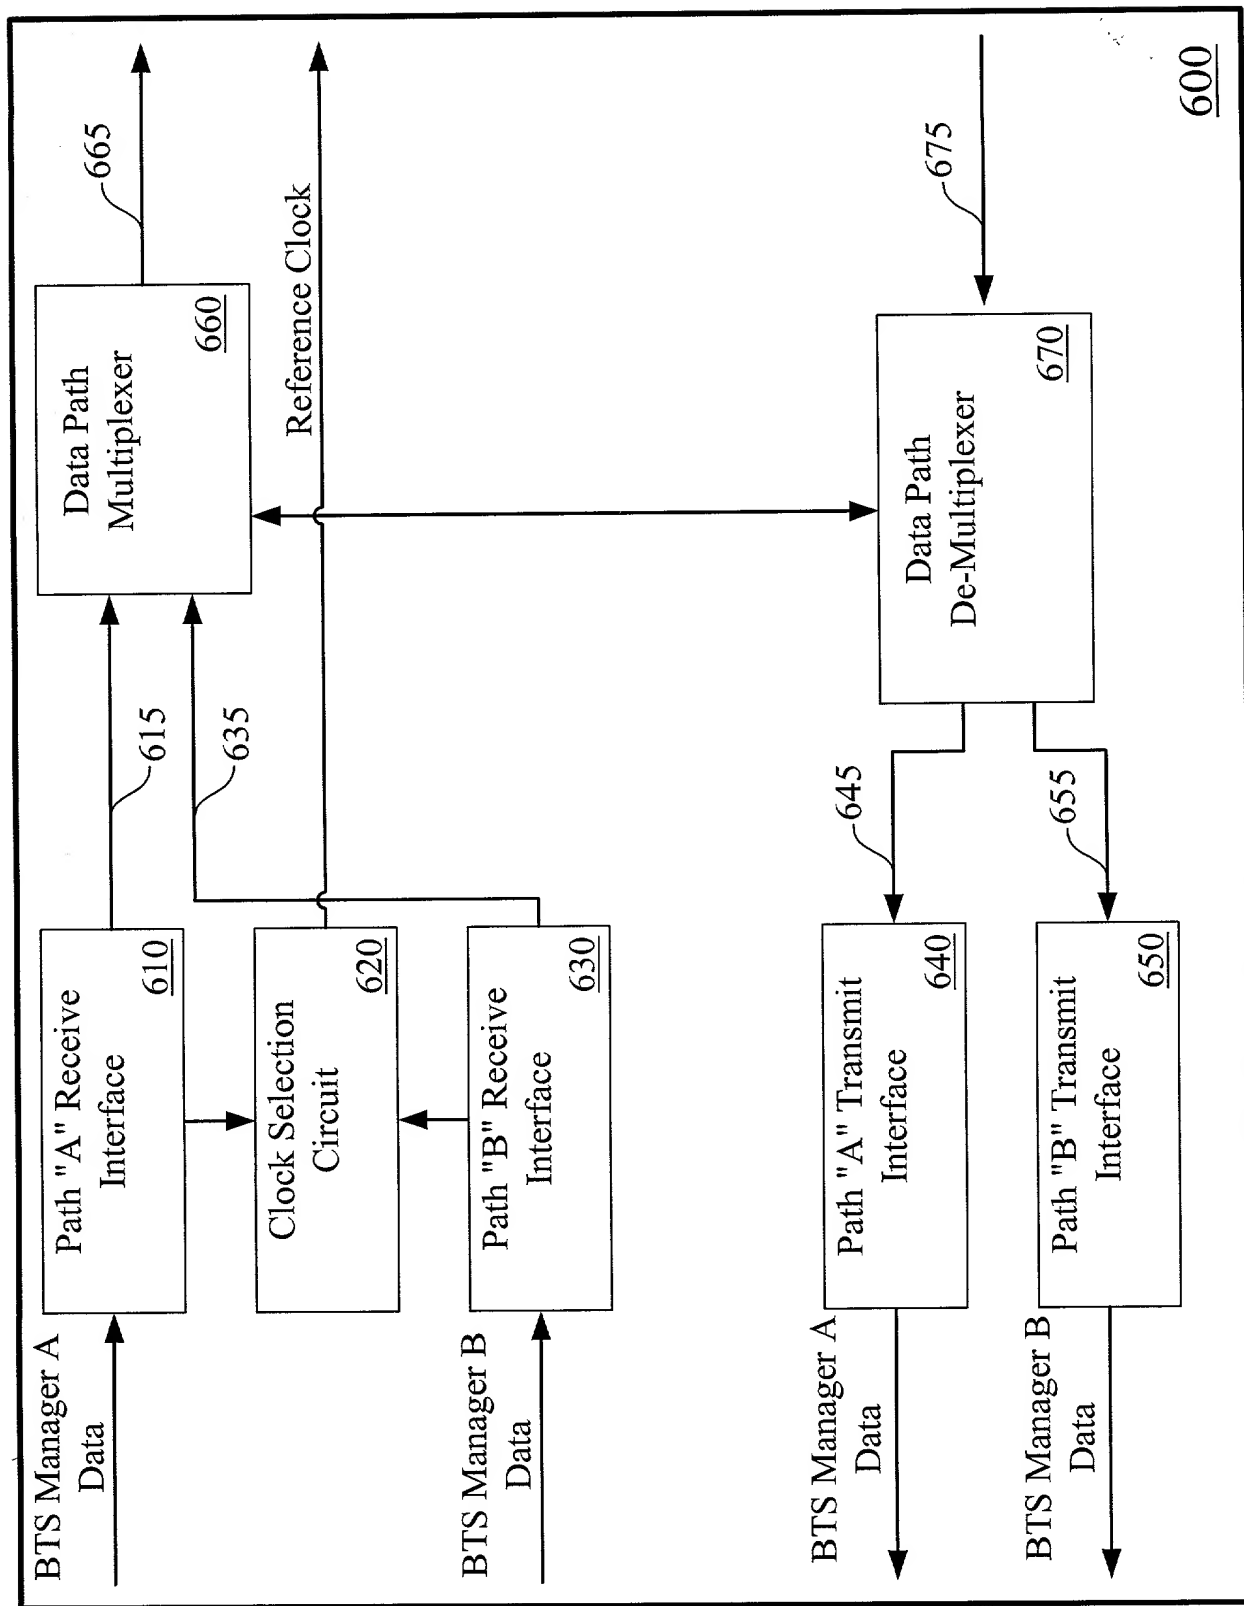 BTS Manager A
Data
Path "A" Receive
Interface
610
615
Data Path
Multiplexer
660
665
Clock Selection
Circuit
620
Reference Clock
635
BTS Manager B
Data
Path "B" Receive
Interface
630
BTS Manager A
Data
Path "A" Transmit
Interface
640
645
Data Path
De-Multiplexer
670
675
BTS Manager B
Data
Path "B" Transmit
Interface
650
655
600